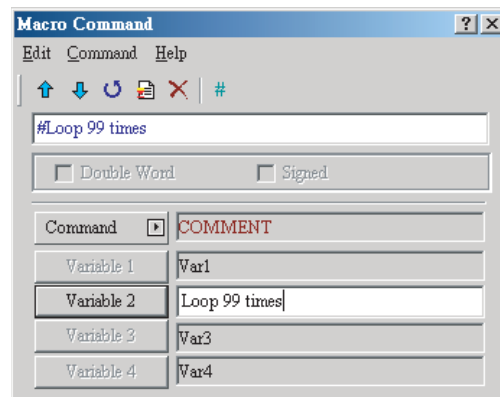 Macro Command
Edit Command Help
#
#Loop 99 times
Double Word Signed
Command COMMENT
Variable 1 Var1
Variable 2 Loop 99 times
Variable 3 Var3
Variable 4 Var4